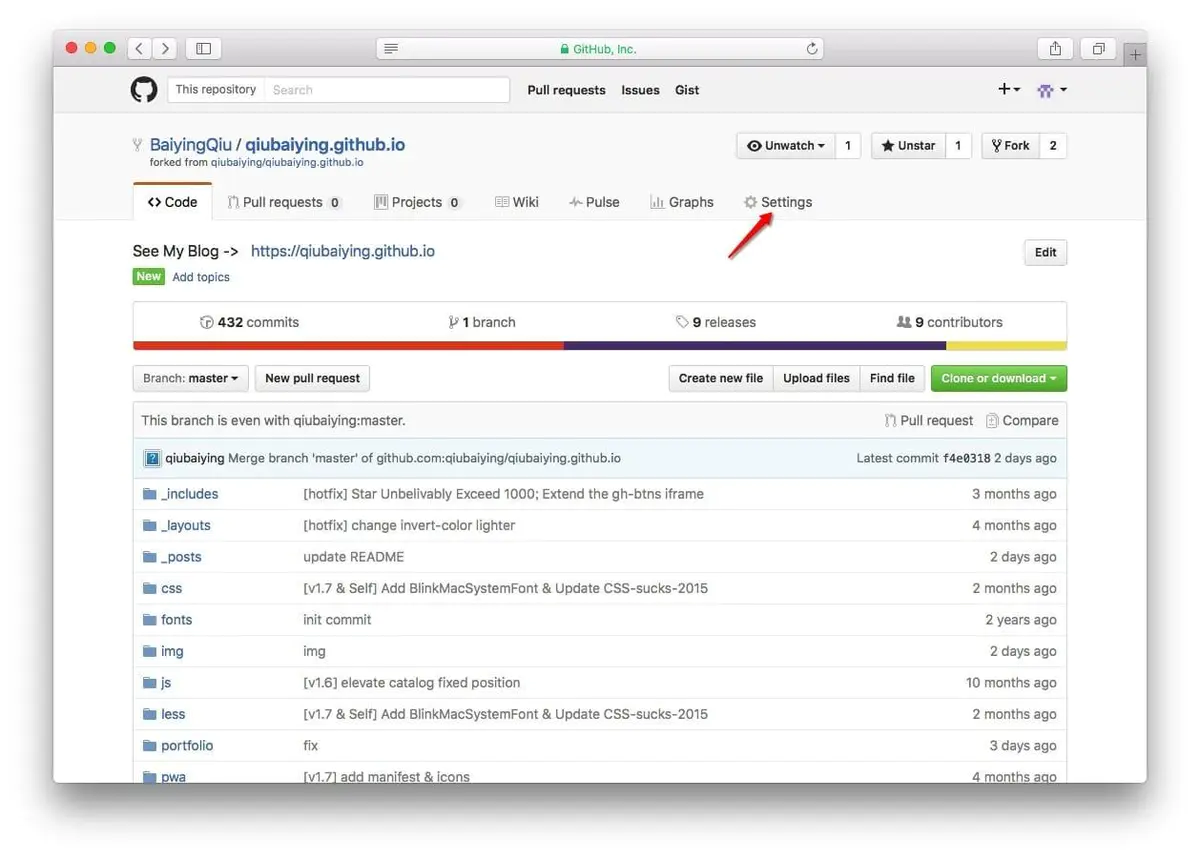 GitHub, Inc.
This repository Search Pull requests Issues Gist
BaiyingQiu / qiubaiying.github.io Unwatch 1 Unstar 1 Fork 2
forked from qiubaiying/qiubaiying.github.io
<> Code Pull requests 0 Projects 0 Wiki Pulse Graphs Settings
See My Blog -> https://qiubaiying.github.io Edit
New Add topics
432 commits 1 branch 9 releases 9 contributors
Branch: master New pull request Create new file Upload files Find file Clone or download
This branch is even with qiubaiying:master. Pull request Compare
qiubaiying Merge branch 'master' of github.com:qiubaiying/qiubaiying.github.io Latest commit f4e0318 2 days ago
_includes [hotfix] Star Unbelivably Exceed 1000; Extend the gh-btns iframe 3 months ago
_layouts [hotfix] change invert-color lighter 4 months ago
_posts update README 2 days ago
css [v1.7 & Self] Add BlinkMacSystemFont & Update CSS-sucks-2015 2 months ago
fonts init commit 2 years ago
img img 2 days ago
js [v1.6] elevate catalog fixed position 10 months ago
less [v1.7 & Self] Add BlinkMacSystemFont & Update CSS-sucks-2015 2 months ago
portfolio fix 3 days ago
pwa [v1.7] add manifest & icons 4 months ago